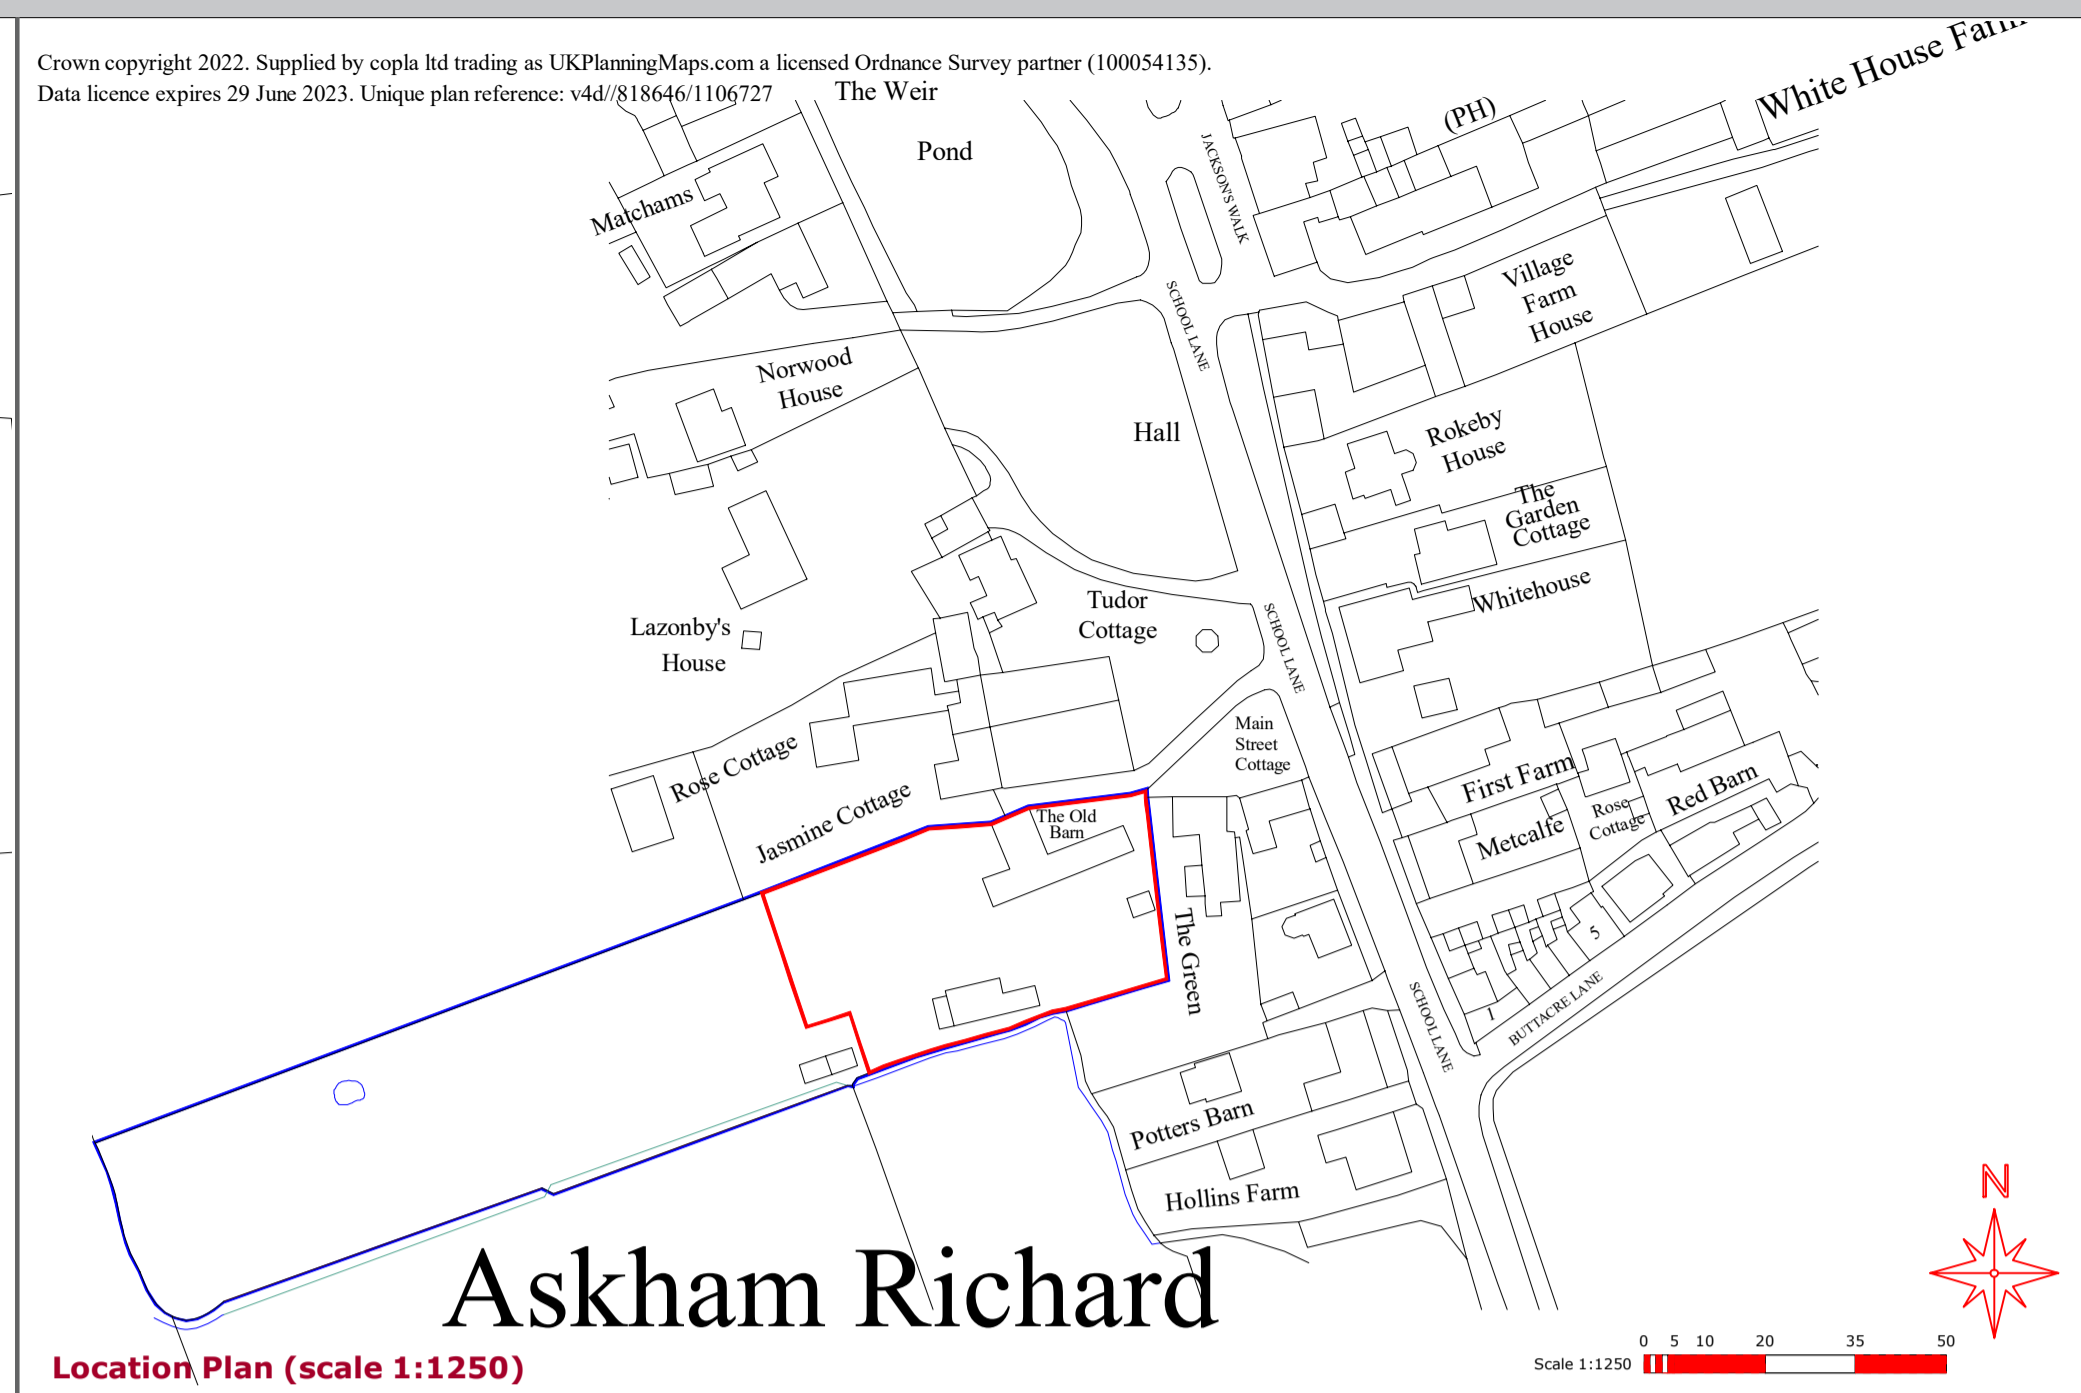 Crown copyright 2022. Supplied by copla ltd trading as UKPlanningMaps.com a licensed Ordnance Survey partner (100054135).
Data licence expires 29 June 2023. Unique plan reference: v4d//818646/1106727
The Weir
White House Farm
(PH)
Pond
JACKSON'S WALK
Matchams
Village
Farm
House
SCHOOL LANE
Norwood
House
Hall
Rokeby
House
The
Garden
Cottage
Whitehouse
Tudor
Cottage
SCHOOL LANE
Lazonby's
House
Main
Street
Cottage
Rose Cottage
First Farm
Red Barn
Jasmine Cottage
The Old
Barn
Rose
Cottage
Metcalfe
The Green
5
1
BUTTACRE LANE
SCHOOL LANE
Potters Barn
Hollins Farm
N
Askham Richard
0 5 10 20 35 50
Scale 1:1250
Location Plan (scale 1:1250)